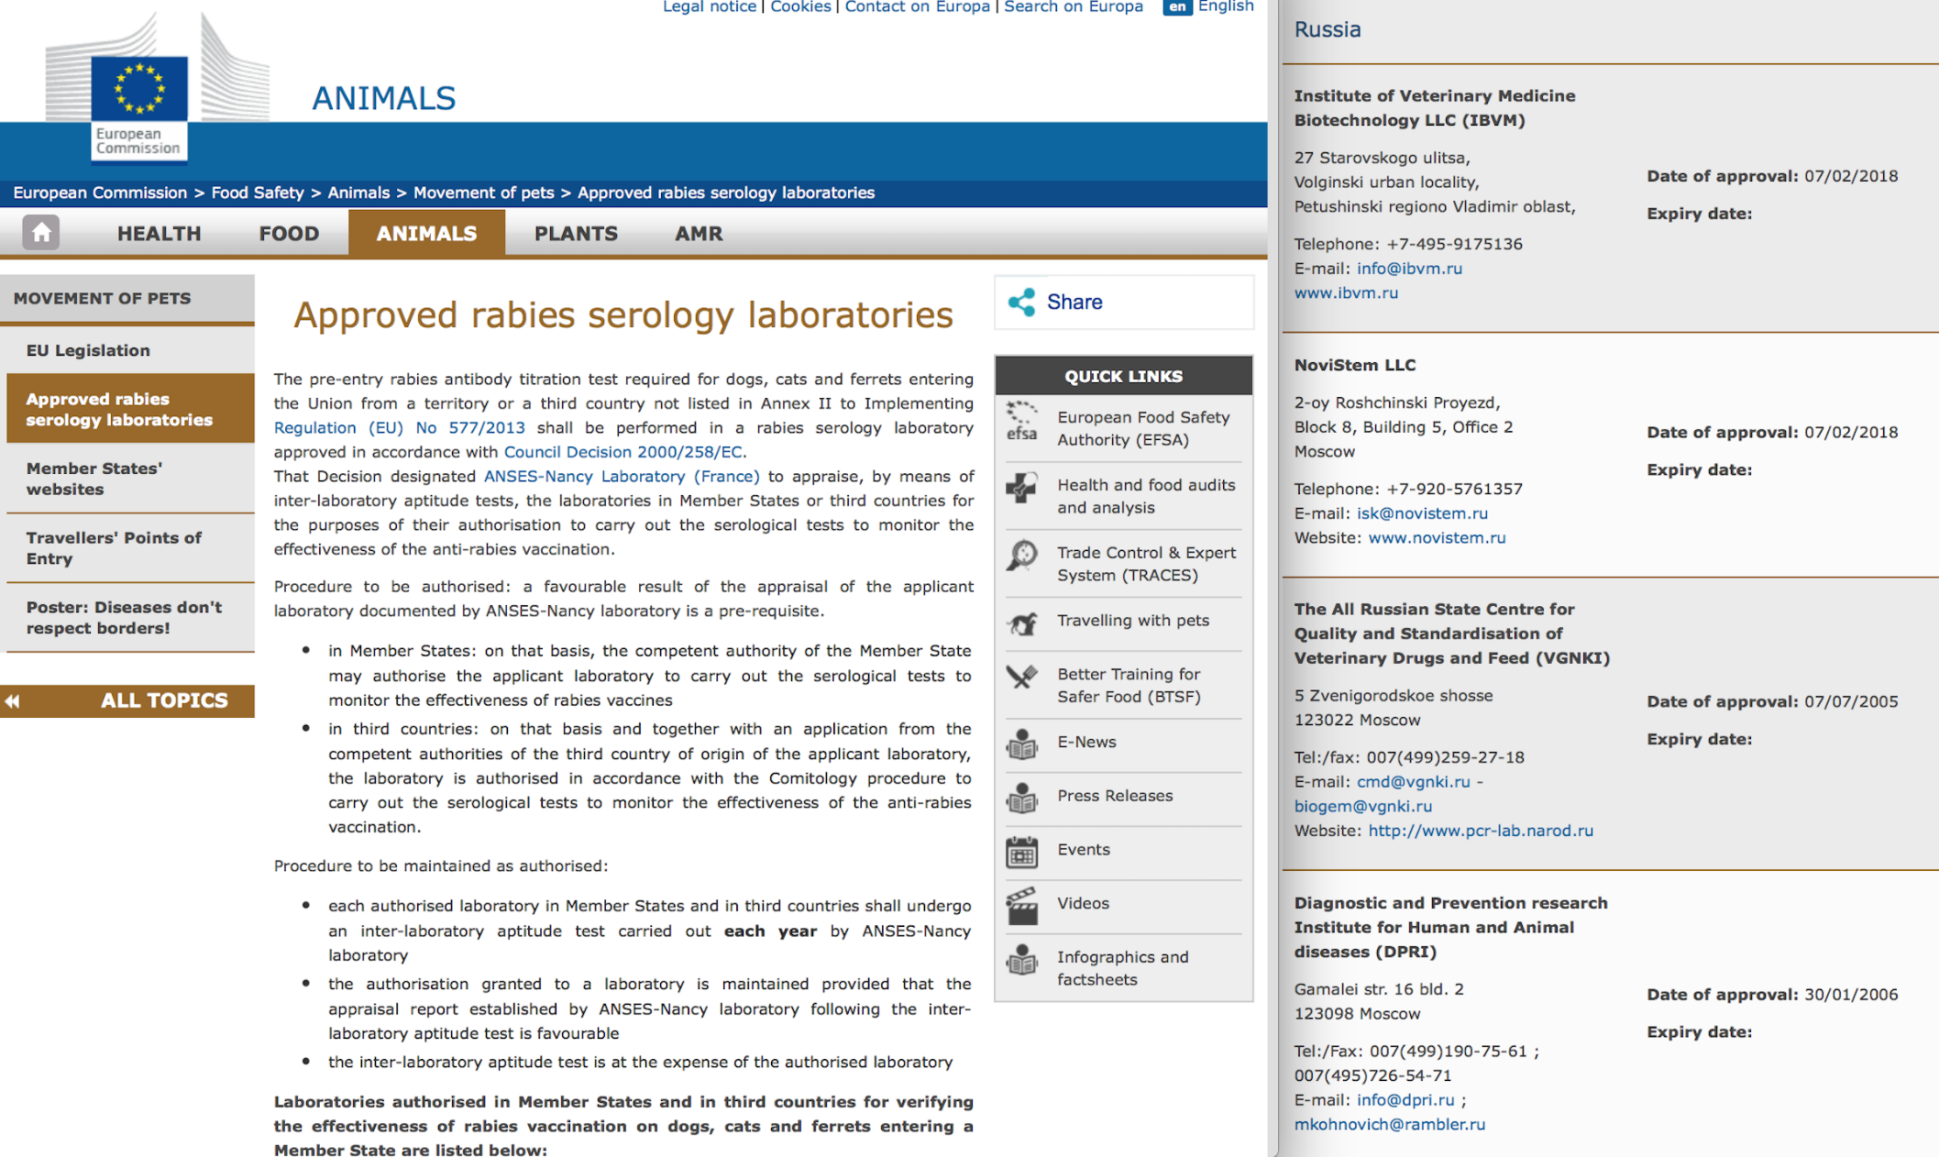 Legal notice | Cookies | Contact on Europa | Search on Europa en English
European
Commission
ANIMALS
European Commission > Food Safety > Animals > Movement of pets > Approved rabies serology laboratories
HEALTH FOOD ANIMALS PLANTS AMR
MOVEMENT OF PETS
EU Legislation
Approved rabies
serology laboratories
Member States'
websites
Travellers' Points of
Entry
Poster: Diseases don't
respect borders!
ALL TOPICS
Approved rabies serology laboratories
The pre-entry rabies antibody titration test required for dogs, cats and ferrets entering
the Union from a territory or a third country not listed in Annex II to Implementing
Regulation (EU) No 577/2013 shall be performed in a rabies serology laboratory
approved in accordance with Council Decision 2000/258/EC.
That Decision designated ANSES-Nancy Laboratory (France) to appraise, by means of
inter-laboratory aptitude tests, the laboratories in Member States or third countries for
the purposes of their authorisation to carry out the serological tests to monitor the
effectiveness of the anti-rabies vaccination.
Procedure to be authorised: a favourable result of the appraisal of the applicant
laboratory documented by ANSES-Nancy laboratory is a pre-requisite.
• in Member States: on that basis, the competent authority of the Member State
may authorise the applicant laboratory to carry out the serological tests to
monitor the effectiveness of rabies vaccines
• in third countries: on that basis and together with an application from the
competent authorities of the third country of origin of the applicant laboratory,
the laboratory is authorised in accordance with the Comitology procedure to
carry out the serological tests to monitor the effectiveness of the anti-rabies
vaccination.
Procedure to be maintained as authorised:
• each authorised laboratory in Member States and in third countries shall undergo
an inter-laboratory aptitude test carried out each year by ANSES-Nancy
laboratory
• the authorisation granted to a laboratory is maintained provided that the
appraisal report established by ANSES-Nancy laboratory following the inter-
laboratory aptitude test is favourable
• the inter-laboratory aptitude test is at the expense of the authorised laboratory
Laboratories authorised in Member States and in third countries for verifying
the effectiveness of rabies vaccination on dogs, cats and ferrets entering a
Member State are listed below:
Share
QUICK LINKS
efsa
European Food Safety
Authority (EFSA)
Health and food audits
and analysis
Trade Control & Expert
System (TRACES)
Travelling with pets
Better Training for
Safer Food (BTSF)
E-News
Press Releases
Events
Videos
Infographics and
factsheets
Russia
Institute of Veterinary Medicine
Biotechnology LLC (IBVM)
27 Starovskogo ulitsa,
Volginski urban locality,
Petushinski regiono Vladimir oblast,
Telephone: +7-495-9175136
E-mail: info@ibvm.ru
www.ibvm.ru
Date of approval: 07/02/2018
Expiry date:
NoviStem LLC
2-oy Roshchinski Proyezd,
Block 8, Building 5, Office 2
Moscow
Telephone: +7-920-5761357
E-mail: isk@novistem.ru
Website: www.novistem.ru
Date of approval: 07/02/2018
Expiry date:
The All Russian State Centre for
Quality and Standardisation of
Veterinary Drugs and Feed (VGNKI)
5 Zvenigorodskoe shosse
123022 Moscow
Tel:/fax: 007(499)259-27-18
E-mail: cmd@vgnki.ru -
biogem@vgnki.ru
Website: http://www.pcr-lab.narod.ru
Date of approval: 07/07/2005
Expiry date:
Diagnostic and Prevention research
Institute for Human and Animal
diseases (DPRI)
Gamalei str. 16 bld. 2
123098 Moscow
Tel:/Fax: 007(499)190-75-61 ;
007(495)726-54-71
E-mail: info@dpri.ru ;
mkohnovich@rambler.ru
Date of approval: 30/01/2006
Expiry date: